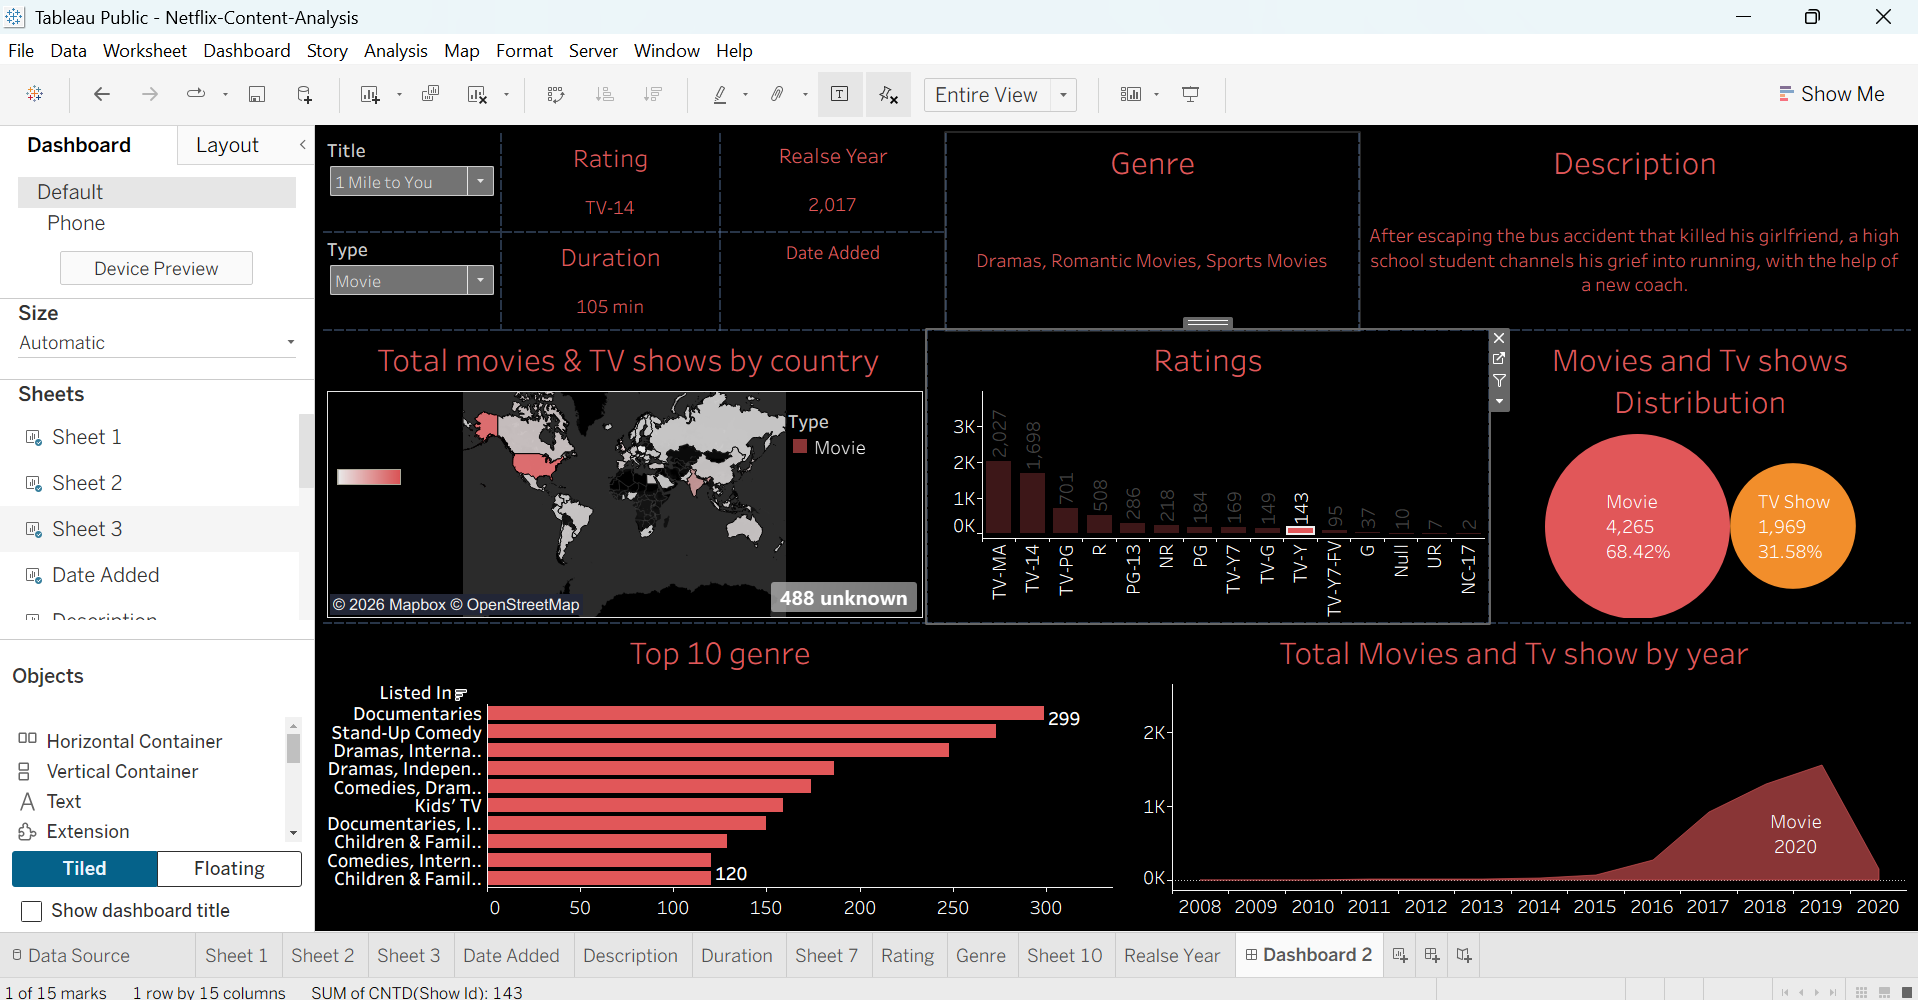 Tableau Public - Netflix-Content-Analysis
File Data Worksheet Dashboard Story Analysis Map Format Server Window Help
Entire View
Show Me
Dashboard
Layout
Default
Phone
Device Preview
Size
Automatic
Sheets
Sheet 1
Sheet 2
Sheet 3
Date Added
Description
Objects
Horizontal Container
Vertical Container
Text
Extension
Tiled
Floating
Show dashboard title
Title
1 Mile to You
Type
Movie
Rating
TV-14
Realse Year
2,017
Duration
105 min
Date Added
Genre
Dramas, Romantic Movies, Sports Movies
Description
After escaping the bus accident that killed his girlfriend, a high
school student channels his grief into running, with the help of
a new coach.
Total movies & TV shows by country
Type
Movie
© 2026 Mapbox © OpenStreetMap
488 unknown
Ratings
3K
2K
1K
0K
2,027
1,698
701
508
286
218
184
169
149
143
95
37
10
7
2
TV-MA
TV-14
TV-PG
R
PG-13
NR
PG
TV-Y7
TV-G
TV-Y
TV-Y7-FV
G
Null
UR
NC-17
Movies and Tv shows
Distribution
Movie
4,265
68.42%
TV Show
1,969
31.58%
Top 10 genre
Listed In
Documentaries
Stand-Up Comedy
Dramas, Interna..
Dramas, Indepen..
Comedies, Dram..
Kids' TV
Documentaries, I..
Children & Famil..
Comedies, Intern..
Children & Famil..
299
120
0 50 100 150 200 250 300
Total Movies and Tv show by year
2K
1K
0K
Movie
2020
2008 2009 2010 2011 2012 2013 2014 2015 2016 2017 2018 2019 2020
Data Source Sheet 1 Sheet 2 Sheet 3 Date Added Description Duration Sheet 7 Rating Genre Sheet 10 Realse Year Dashboard 2
1 of 15 marks 1 row by 15 columns SUM of CNTD(Show Id): 143